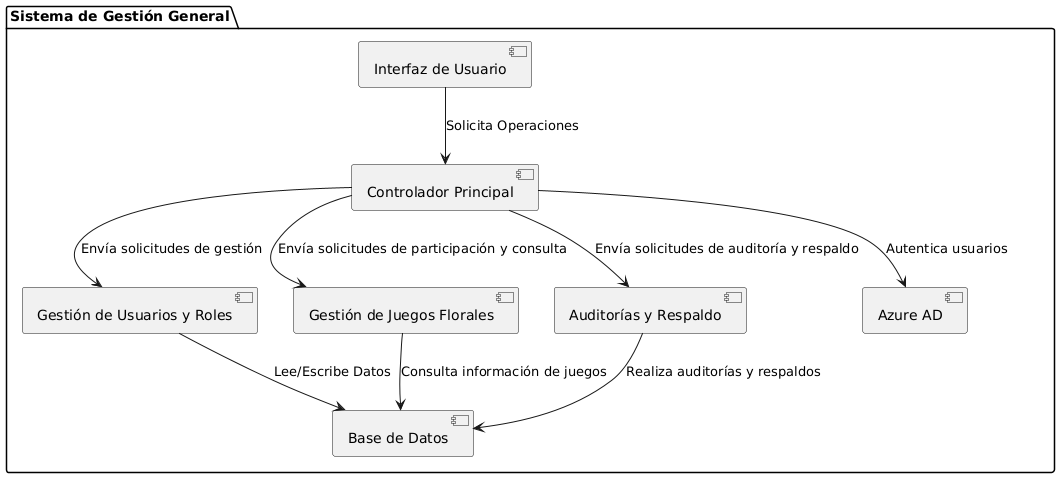 Sistema de Gestión General
Interfaz de Usuario
Solicita Operaciones
Controlador Principal
Envía solicitudes de gestión
Envía solicitudes de participación y consulta
Envía solicitudes de auditoría y respaldo
Autentica usuarios
Gestión de Usuarios y Roles
Gestión de Juegos Florales
Auditorías y Respaldo
Azure AD
Lee/Escribe Datos
Consulta información de juegos
Realiza auditorías y respaldos
Base de Datos